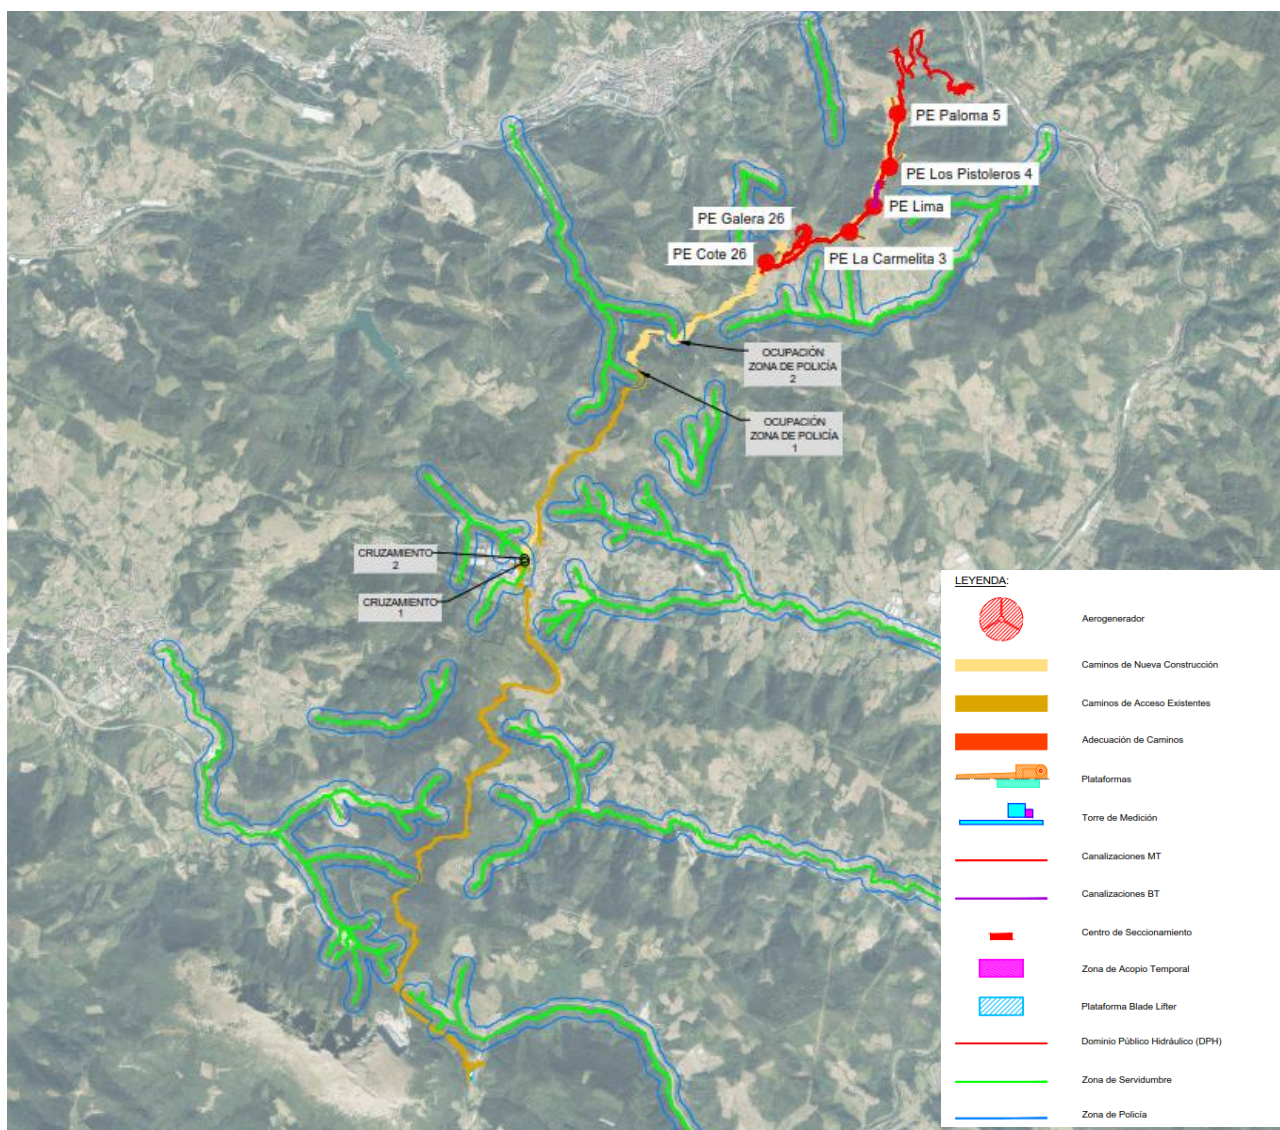 PE Paloma 5
PE Los Pistoleros 4
PE Lima
PE Galera 26
PE Cote 26
PE La Carmelita 3
OCUPACIÓN
ZONA DE POLICÍA
2
OCUPACIÓN
ZONA DE POLICÍA
1
CRUZAMIENTO
2
CRUZAMIENTO
1
LEYENDA:
Aerogenerador
Caminos de Nueva Construcción
Caminos de Acceso Existentes
Adecuación de Caminos
Plataformas
Torre de Medición
Canalizaciones MT
Canalizaciones BT
Centro de Seccionamiento
Zona de Acopio Temporal
Plataforma Blade Lifter
Dominio Público Hidráulico (DPH)
Zona de Servidumbre
Zona de Policía